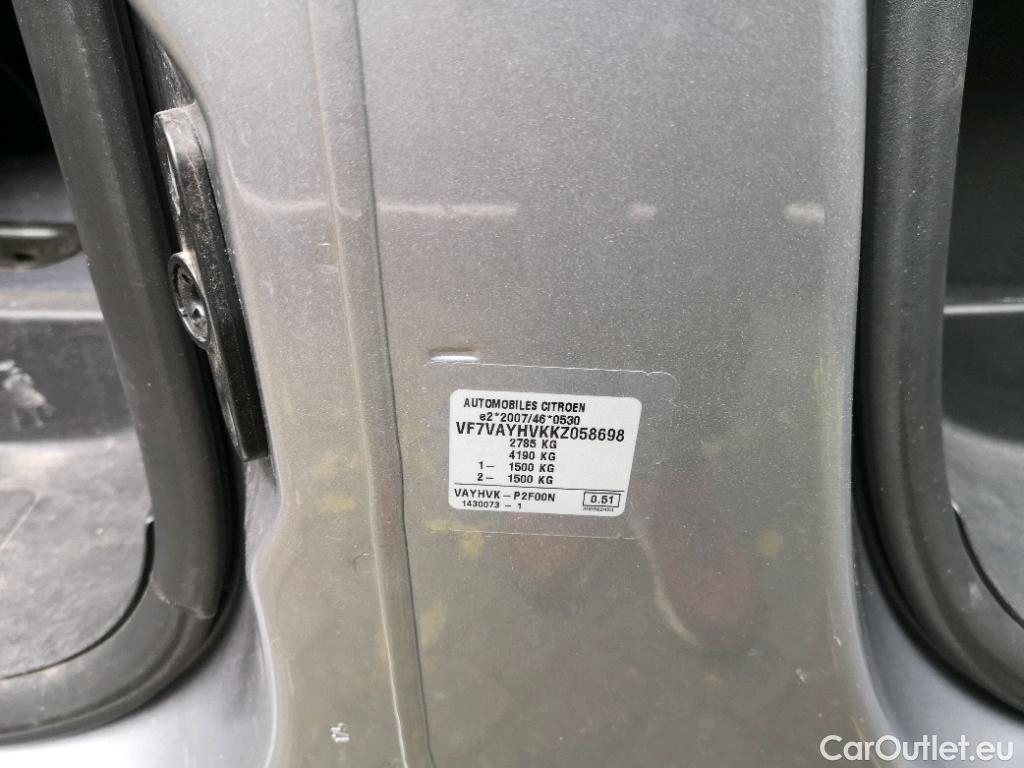 AUTOMOBILES CITROEN
e2*2007/46*0530
VF7VAYHVKKZ058698
2785 KG
4190 KG
1- 1500 KG
2- 1500 KG
VAYHVK-P2F00N 0.51
1430073 - 1
CarOutlet.eu